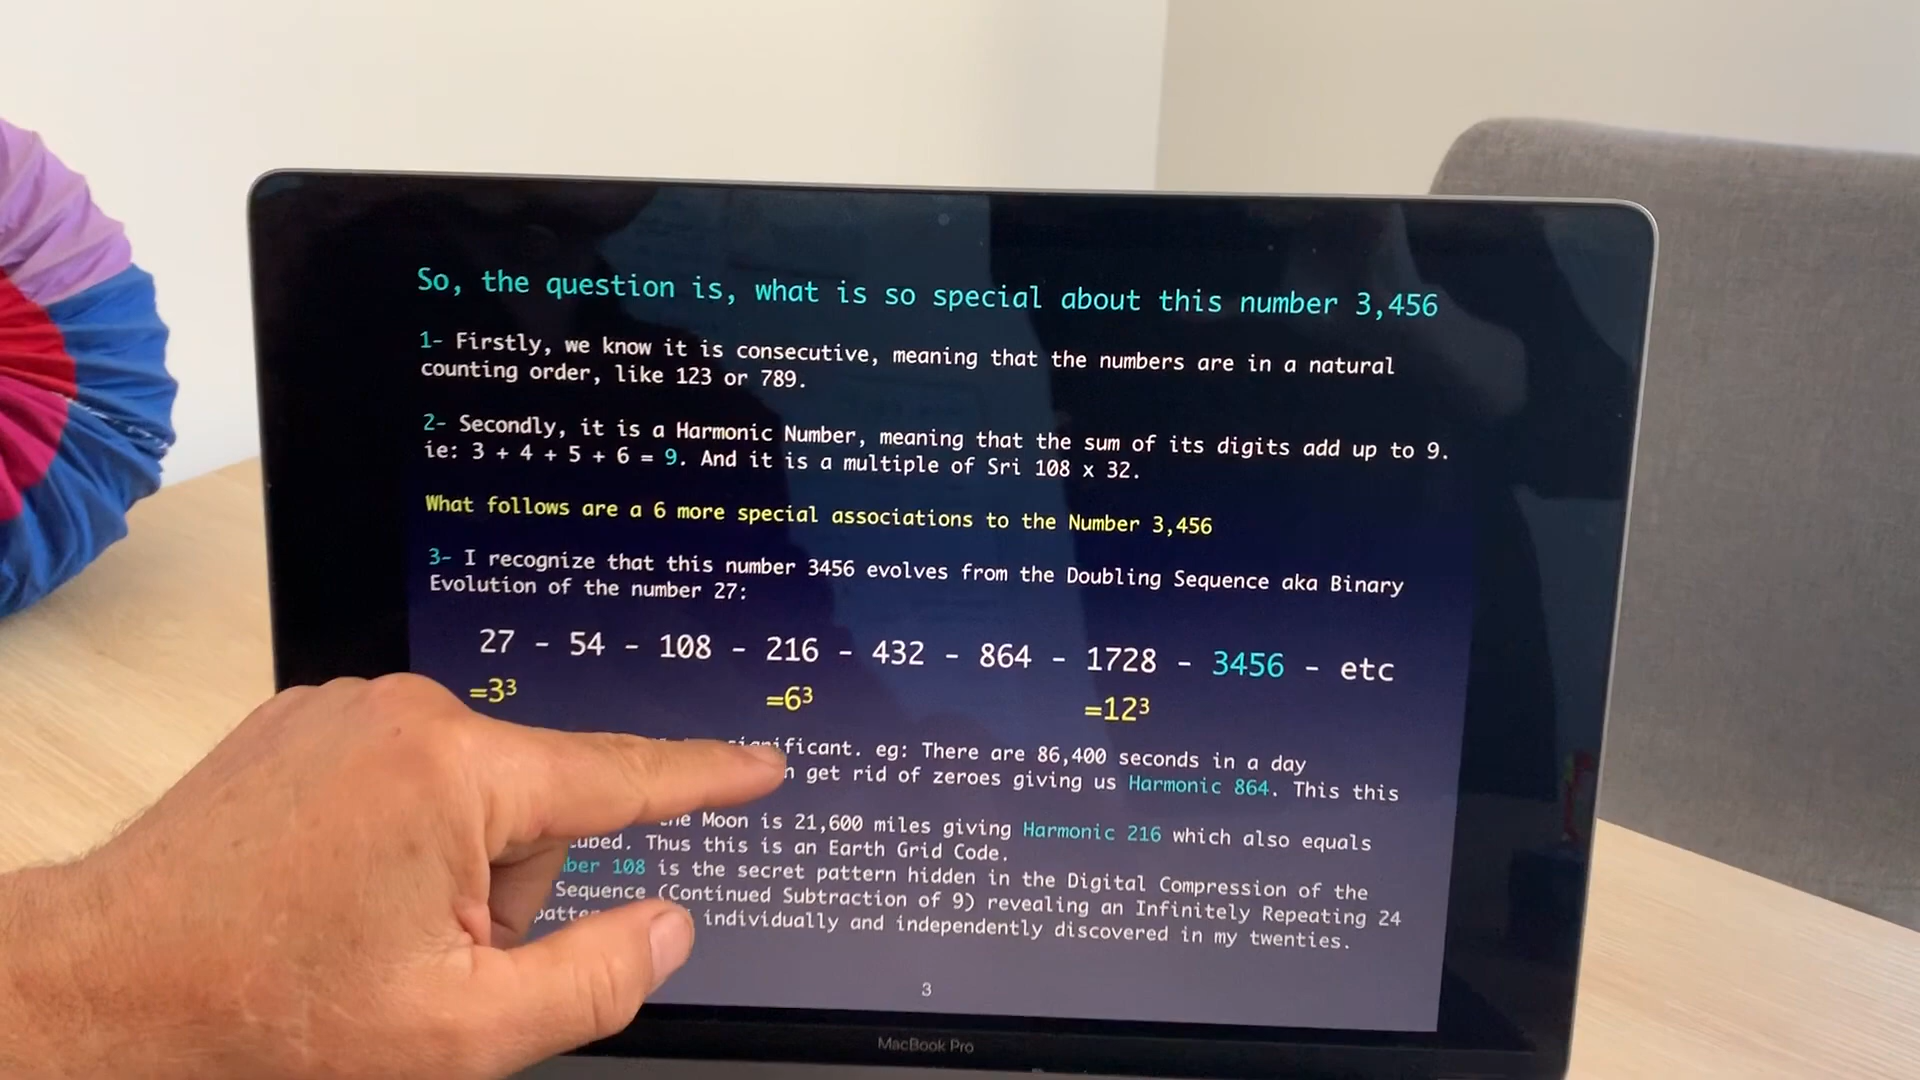 So, the question is, what is so special about this number 3,456
1- Firstly, we know it is consecutive, meaning that the numbers are in a natural
counting order, like 123 or 789.
2- Secondly, it is a Harmonic Number, meaning that the sum of its digits add up to 9.
ie: 3 + 4 + 5 + 6 = 9. And it is a multiple of Sri 108 x 32.
What follows are a 6 more special associations to the Number 3,456
3- I recognize that this number 3456 evolves from the Doubling Sequence aka Binary
Evolution of the number 27:
27 - 54 - 108 - 216 - 432 - 864 - 1728 - 3456 - etc
=3³ =6³ =12³
significant. eg: There are 86,400 seconds in a day
get rid of zeroes giving us Harmonic 864. This this
Moon is 21,600 miles giving Harmonic 216 which also equals
Thus this is an Earth Grid Code.
108 is the secret pattern hidden in the Digital Compression of the
Sequence (Continued Subtraction of 9) revealing an Infinitely Repeating 24
individually and independently discovered in my twenties.
3
MacBook Pro